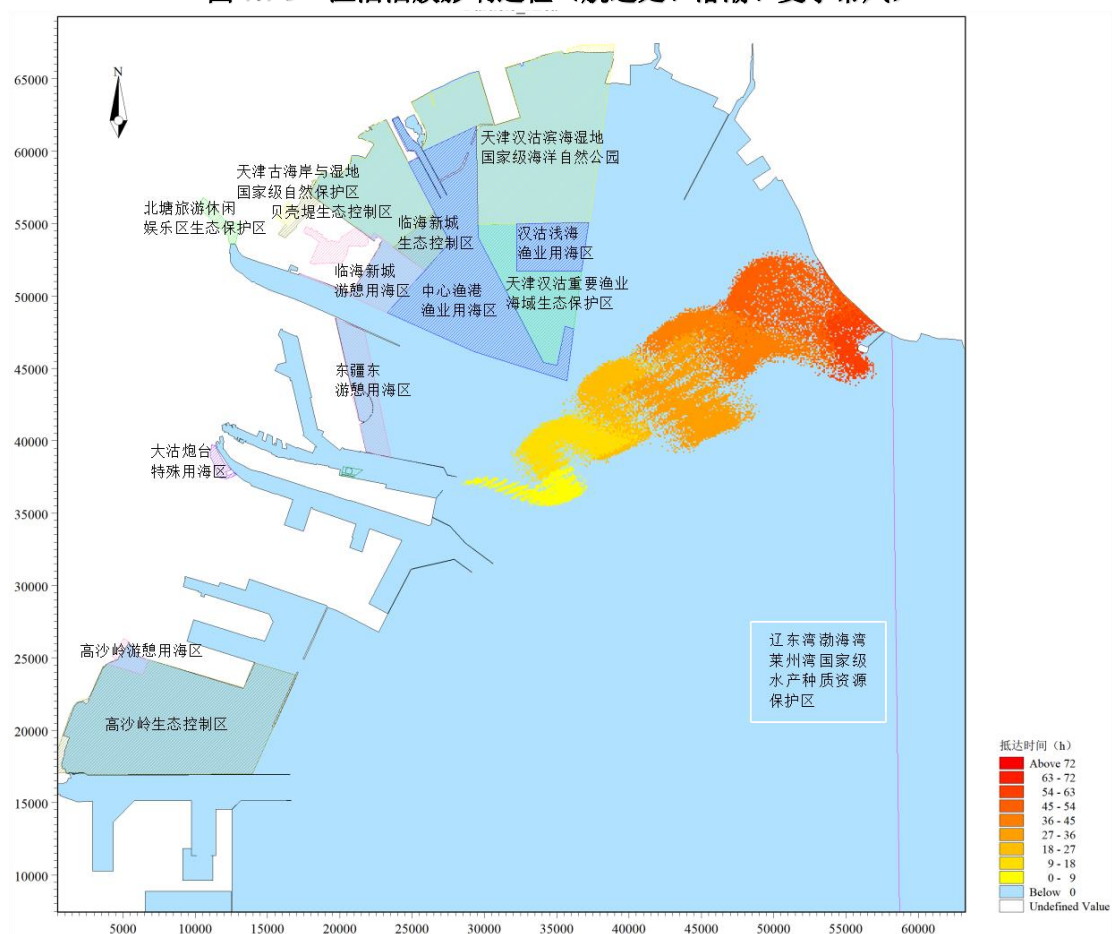 65000
60000
55000
50000
45000
40000
35000
30000
25000
20000
15000
10000
5000
10000
15000
20000
25000
30000
35000
40000
45000
50000
55000
60000
N
天津汉沽滨海湿地
国家级海洋自然公园
天津古海岸与湿地
国家级自然保护区
贝壳堤生态控制区
北塘旅游休闲
娱乐区生态保护区
临海新城
生态控制区
汉沽浅海
渔业用海区
临海新城
游憩用海区
中心渔港
渔业用海区
天津汉沽重要渔业
海域生态保护区
东疆东
游憩用海区
大沽炮台
特殊用海区
高沙岭游憩用海区
高沙岭生态控制区
辽东湾渤海湾
莱州湾国家级
水产种质资源
保护区
抵达时间（h）
Above 72
63 - 72
54 - 63
45 - 54
36 - 45
27 - 36
18 - 27
9 - 18
0 - 9
Below 0
Undefined Value